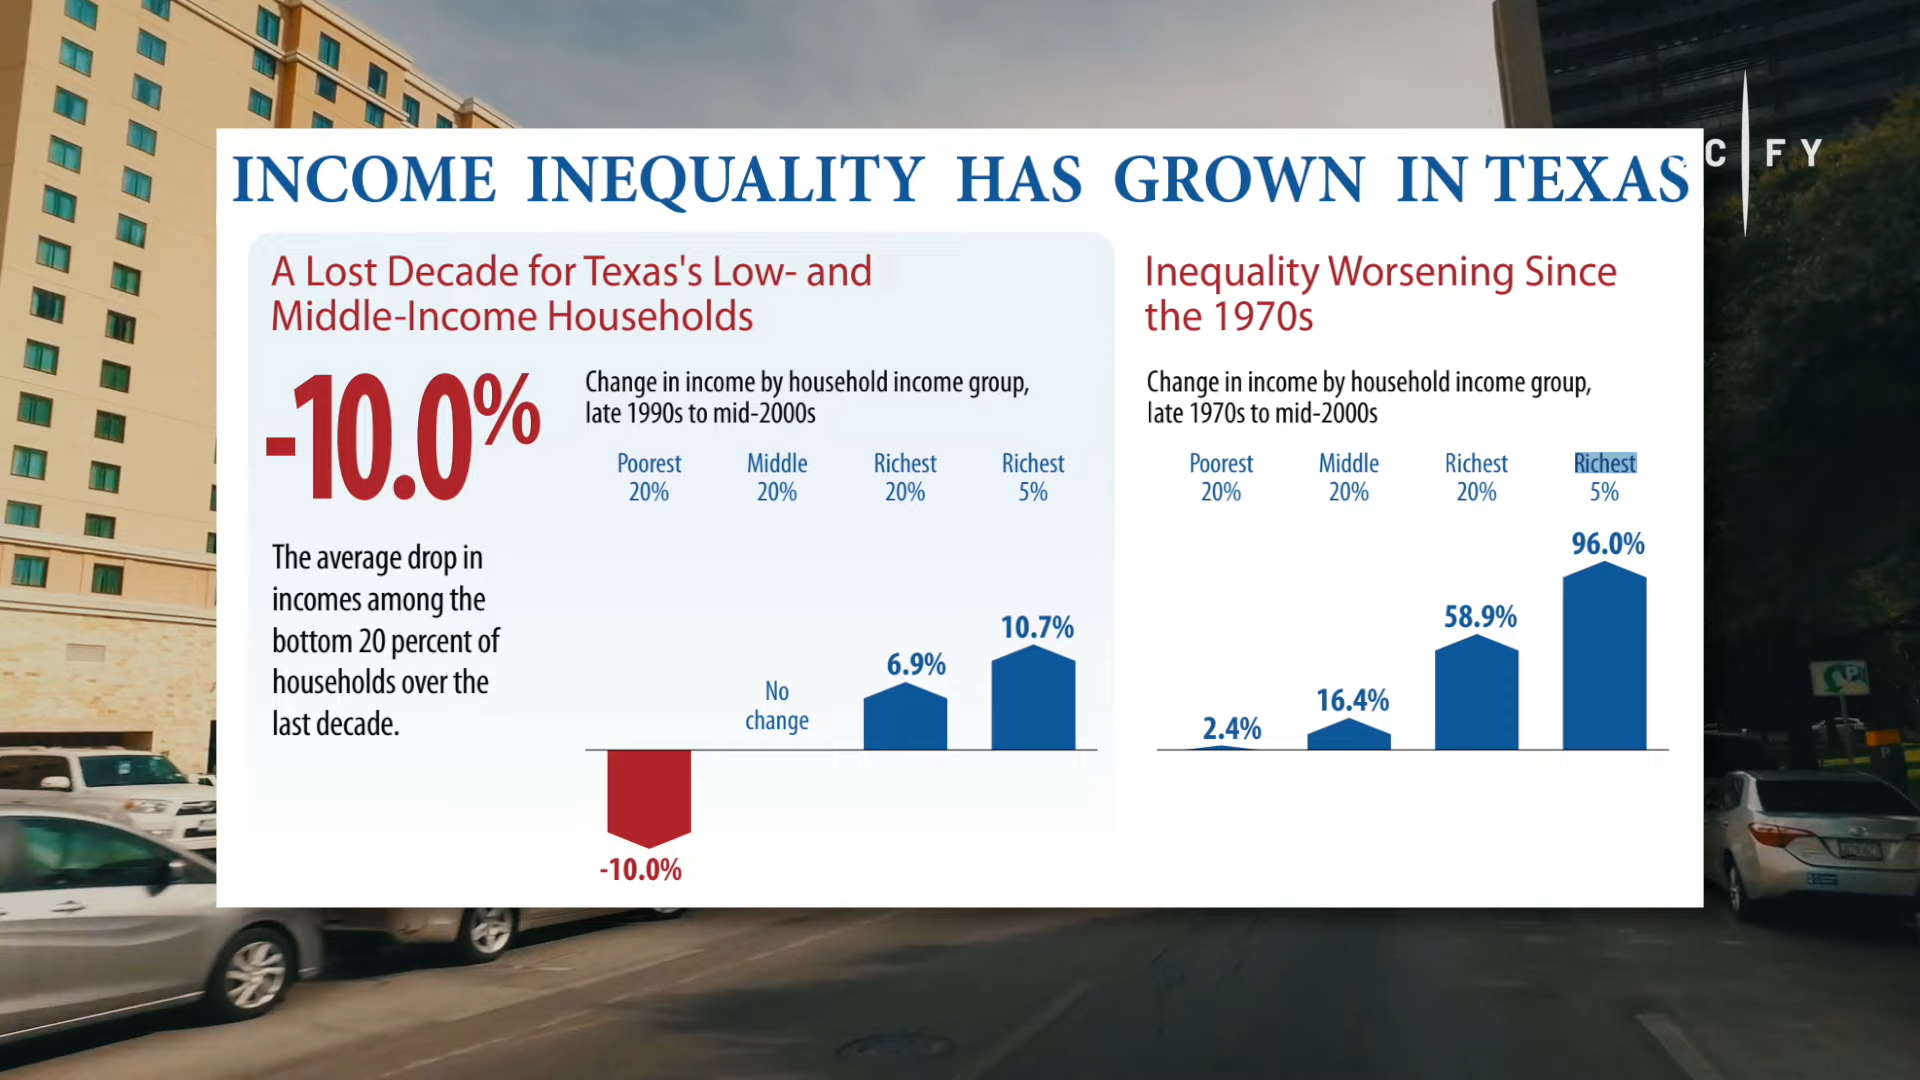 INCOME INEQUALITY HAS GROWN IN TEXAS
C FY
A Lost Decade for Texas's Low- and
Middle-Income Households
-10.0%
The average drop in
incomes among the
bottom 20 percent of
households over the
last decade.
Change in income by household income group,
late 1990s to mid-2000s
Poorest Middle Richest Richest
20% 20% 20% 5%
10.7%
6.9%
No
change
-10.0%
Inequality Worsening Since
the 1970s
Change in income by household income group,
late 1970s to mid-2000s
Poorest Middle Richest Richest
20% 20% 20% 5%
96.0%
58.9%
16.4%
2.4%
P